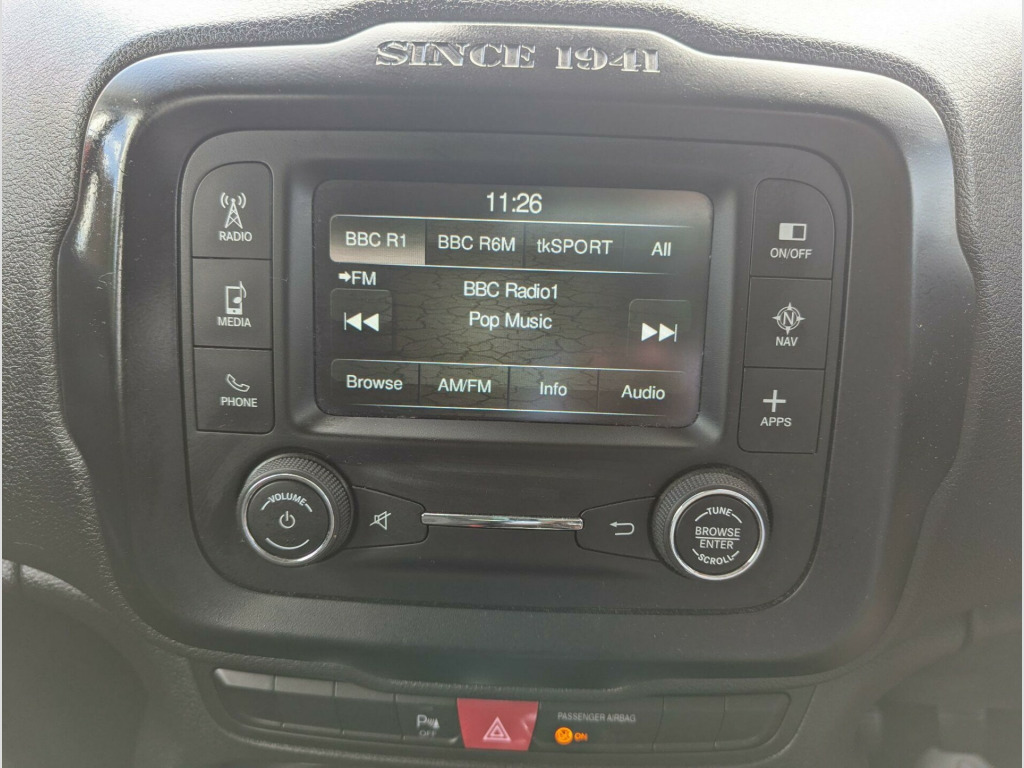 SINCE 1941
11:26
BBC R1 BBC R6M tkSPORT All
FM
BBC Radio1
Pop Music
Browse AM/FM Info Audio
RADIO
MEDIA
PHONE
ON/OFF
N
NAV
APPS
VOLUME
TUNE
BROWSE
ENTER
SCROLL
P
OFF
PASSENGER AIRBAG
ON